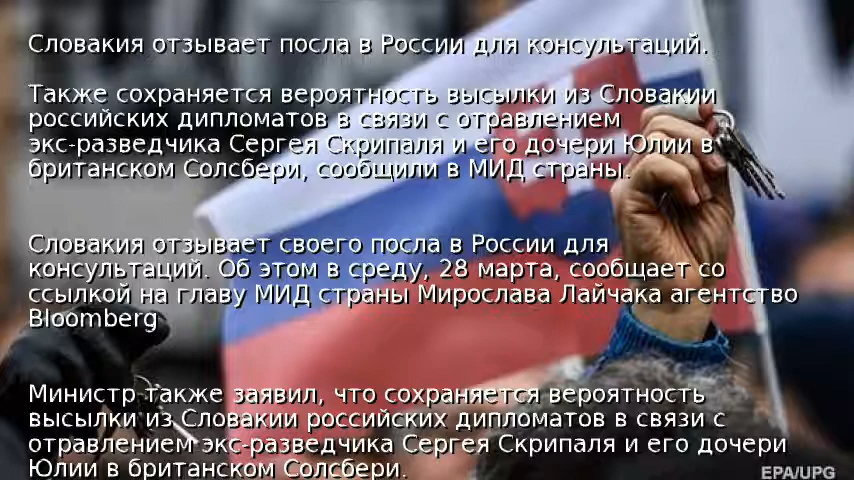 Словакия отзывает посла в России для консультаций.
Также сохраняется вероятность высылки из Словакии
российских дипломатов в связи с отравлением
экс-разведчика Сергея Скрипаля и его дочери Юлии в
британском Солсбери, сообщили в МИД страны.
Словакия отзывает своего посла в России для
консультаций. Об этом в среду, 28 марта, сообщает со
ссылкой на главу МИД страны Мирослава Лайчака агентство
Bloomberg
Министр также заявил, что сохраняется вероятность
высылки из Словакии российских дипломатов в связи с
отравлением экс-разведчика Сергея Скрипаля и его дочери
Юлии в британском Солсбери.
EPA/UPG